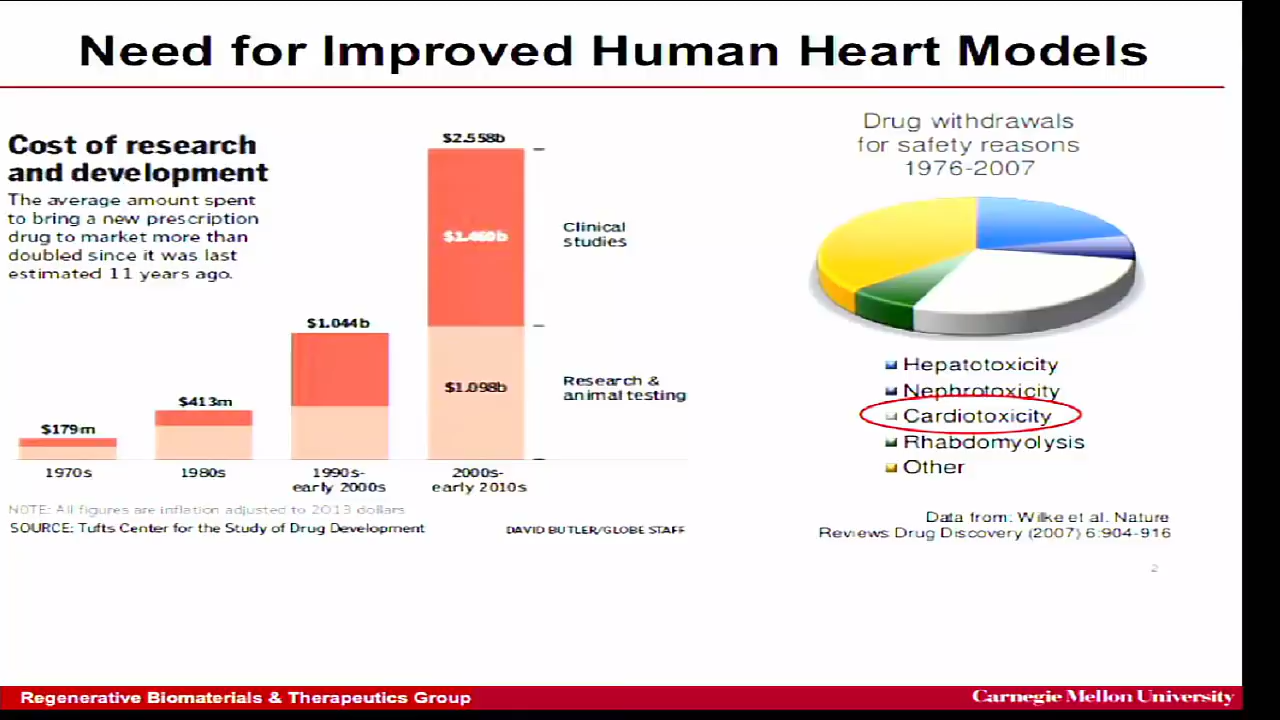 Need for Improved Human Heart Models
Cost of research
and development
The average amount spent
to bring a new prescription
drug to market more than
doubled since it was last
estimated 11 years ago.
$2.558b
$1.460b
Clinical
studies
$1.044b
$1.098b
Research &
animal testing
$413m
$179m
1970s
1980s
1990s-
early 2000s
2000s-
early 2010s
NOTE: All figures are inflation adjusted to 2013 dollars
SOURCE: Tufts Center for the Study of Drug Development
DAVID BUTLER/GLOBE STAFF
Drug withdrawals
for safety reasons
1976-2007
Hepatotoxicity
Nephrotoxicity
Cardiotoxicity
Rhabdomyolysis
Other
Data from: Wilke et al. Nature
Reviews Drug Discovery (2007) 6:904-916
2
Regenerative Biomaterials & Therapeutics Group
Carnegie Mellon University